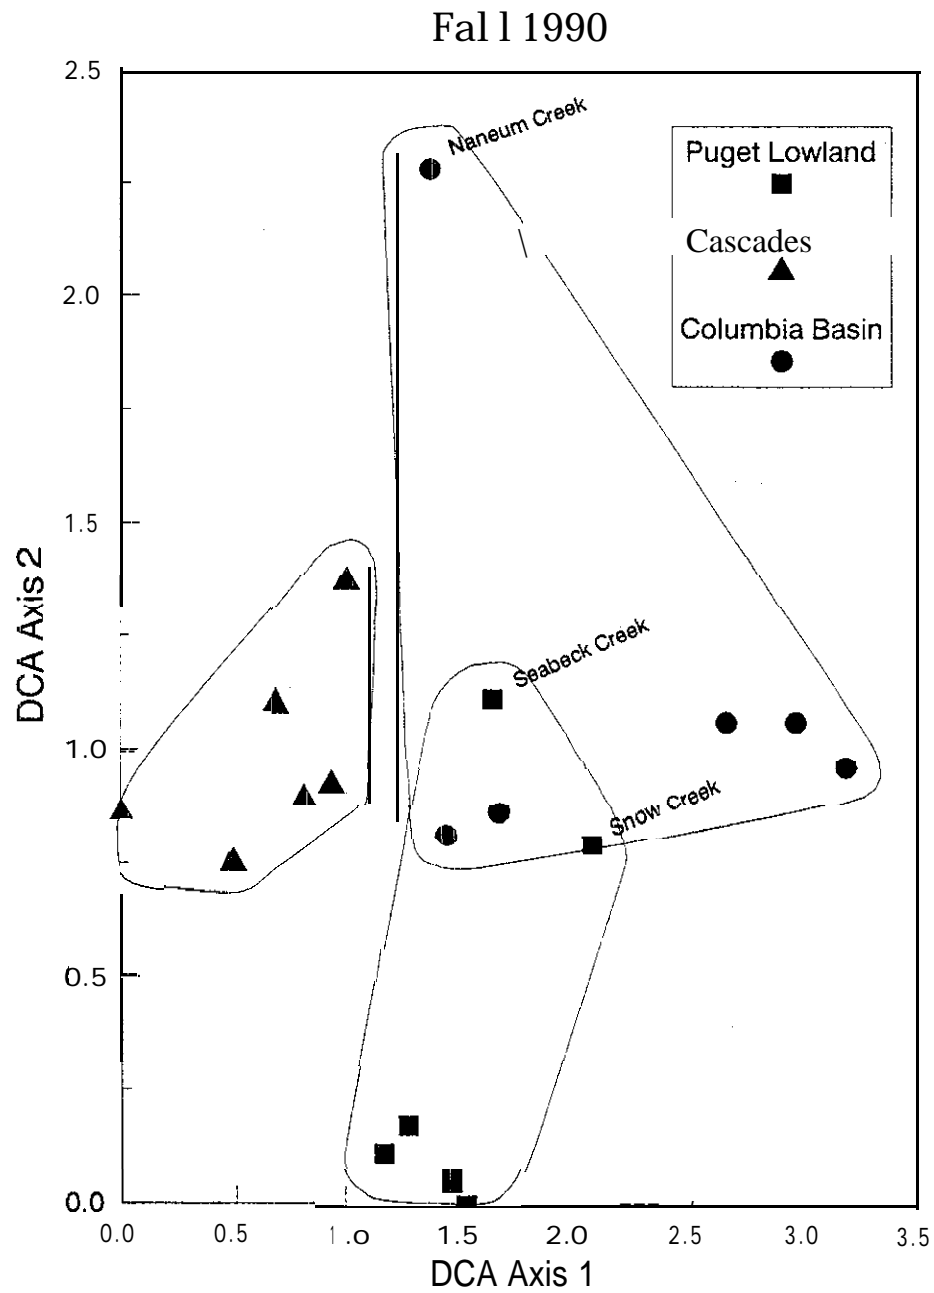 Fal l 1990
2.5
Naneum Creek
Puget Lowland
Cascades
Columbia Basin
2.0
1.5
DCA Axis 2
Seabeck Creek
1.0
Snow Creek
0.5
0.0
0.0 0.5 1.0 1.5 2.0 2.5 3.0 3.5
DCA Axis 1